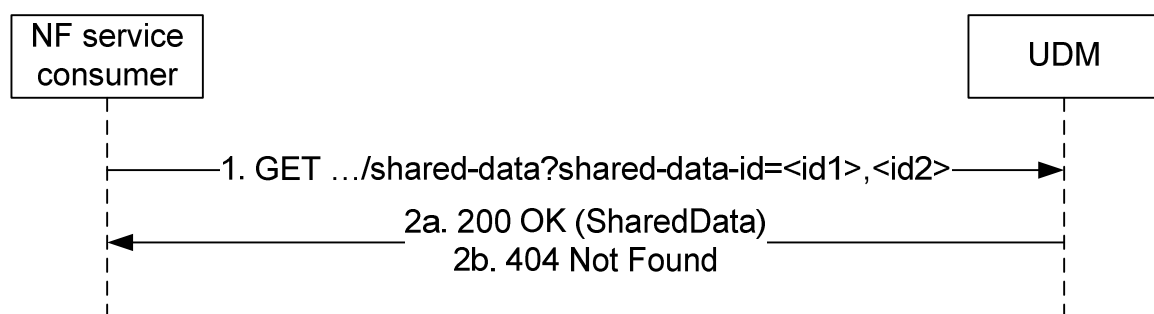 NF service
consumer
UDM
1. GET …/shared-data?shared-data-id=<id1>,<id2>
2a. 200 OK (SharedData)
2b. 404 Not Found